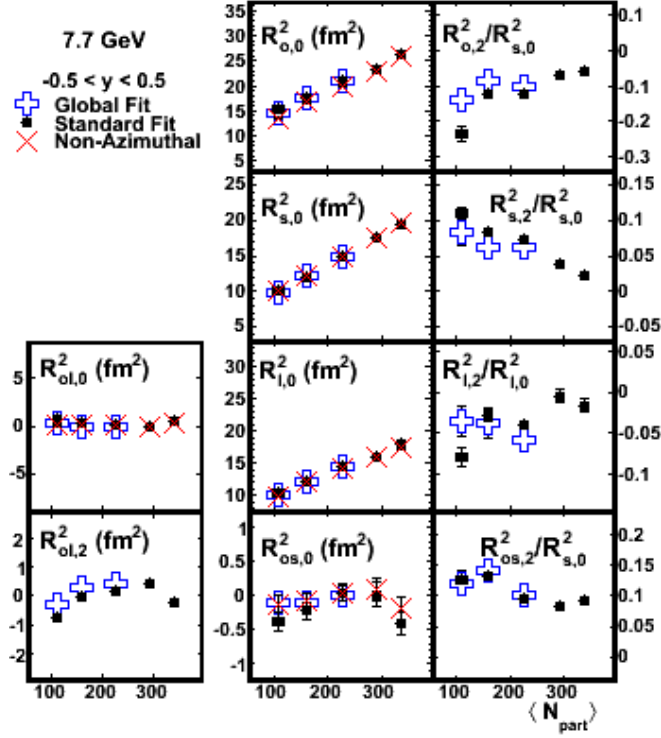 7.7 GeV
-0.5 < y < 0.5
Global Fit
Standard Fit
Non-Azimuthal
R²o,0 (fm²)
35
30
25
20
15
10
5
R²o,2/R²s,0
0.1
0
-0.1
-0.2
-0.3
R²s,0 (fm²)
25
20
15
10
5
R²s,2/R²s,0
0.15
0.1
0.05
0
-0.05
R²ol,0 (fm²)
5
0
-5
R²l,0 (fm²)
30
25
20
15
10
R²l,2/R²l,0
0.05
0
-0.05
-0.1
R²ol,2 (fm²)
2
1
0
-1
-2
R²os,0 (fm²)
1
0.5
0
-0.5
-1
R²os,2/R²s,0
0.2
0.15
0.1
0.05
0
100 200 300
100 200 300
100 200 300
⟨ Npart ⟩